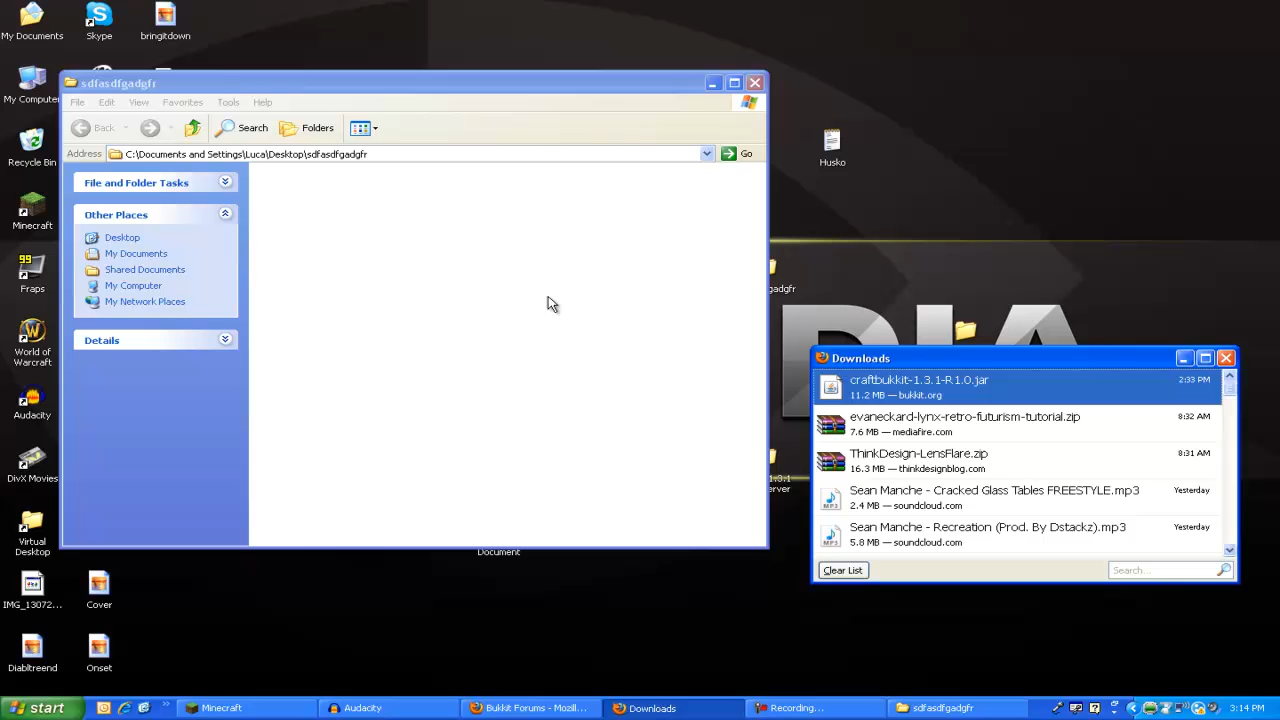 My Documents
Skype
bringitdown
My Computer
Recycle Bin
Minecraft
99
Fraps
World of
Warcraft
Audacity
DivX Movies
Virtual
Desktop
IMG_13072...
Cover
Diabltrend
Onset
sdfasdfgadgfr
File Edit View Favorites Tools Help
Back
Search
Folders
Address
C:\Documents and Settings\Luca\Desktop\sdfasdfgadgfr
Go
File and Folder Tasks
Other Places
Desktop
My Documents
Shared Documents
My Computer
My Network Places
Details
Document
Husko
gadgfr
1.3.1
erver
Downloads
craftbukkit-1.3.1-R1.0.jar 2:33 PM
11.2 MB — bukkit.org
evaneckard-lynx-retro-futurism-tutorial.zip 8:32 AM
7.6 MB — mediafire.com
ThinkDesign-LensFlare.zip 8:31 AM
16.3 MB — thinkdesignblog.com
Sean Manche - Cracked Glass Tables FREESTYLE.mp3 Yesterday
2.4 MB — soundcloud.com
Sean Manche - Recreation (Prod. By Dstackz).mp3 Yesterday
5.8 MB — soundcloud.com
Clear List
Search...
start
Minecraft
Audacity
Bukkit Forums - Mozil...
Downloads
Recording...
sdfasdfgadgfr
3:14 PM